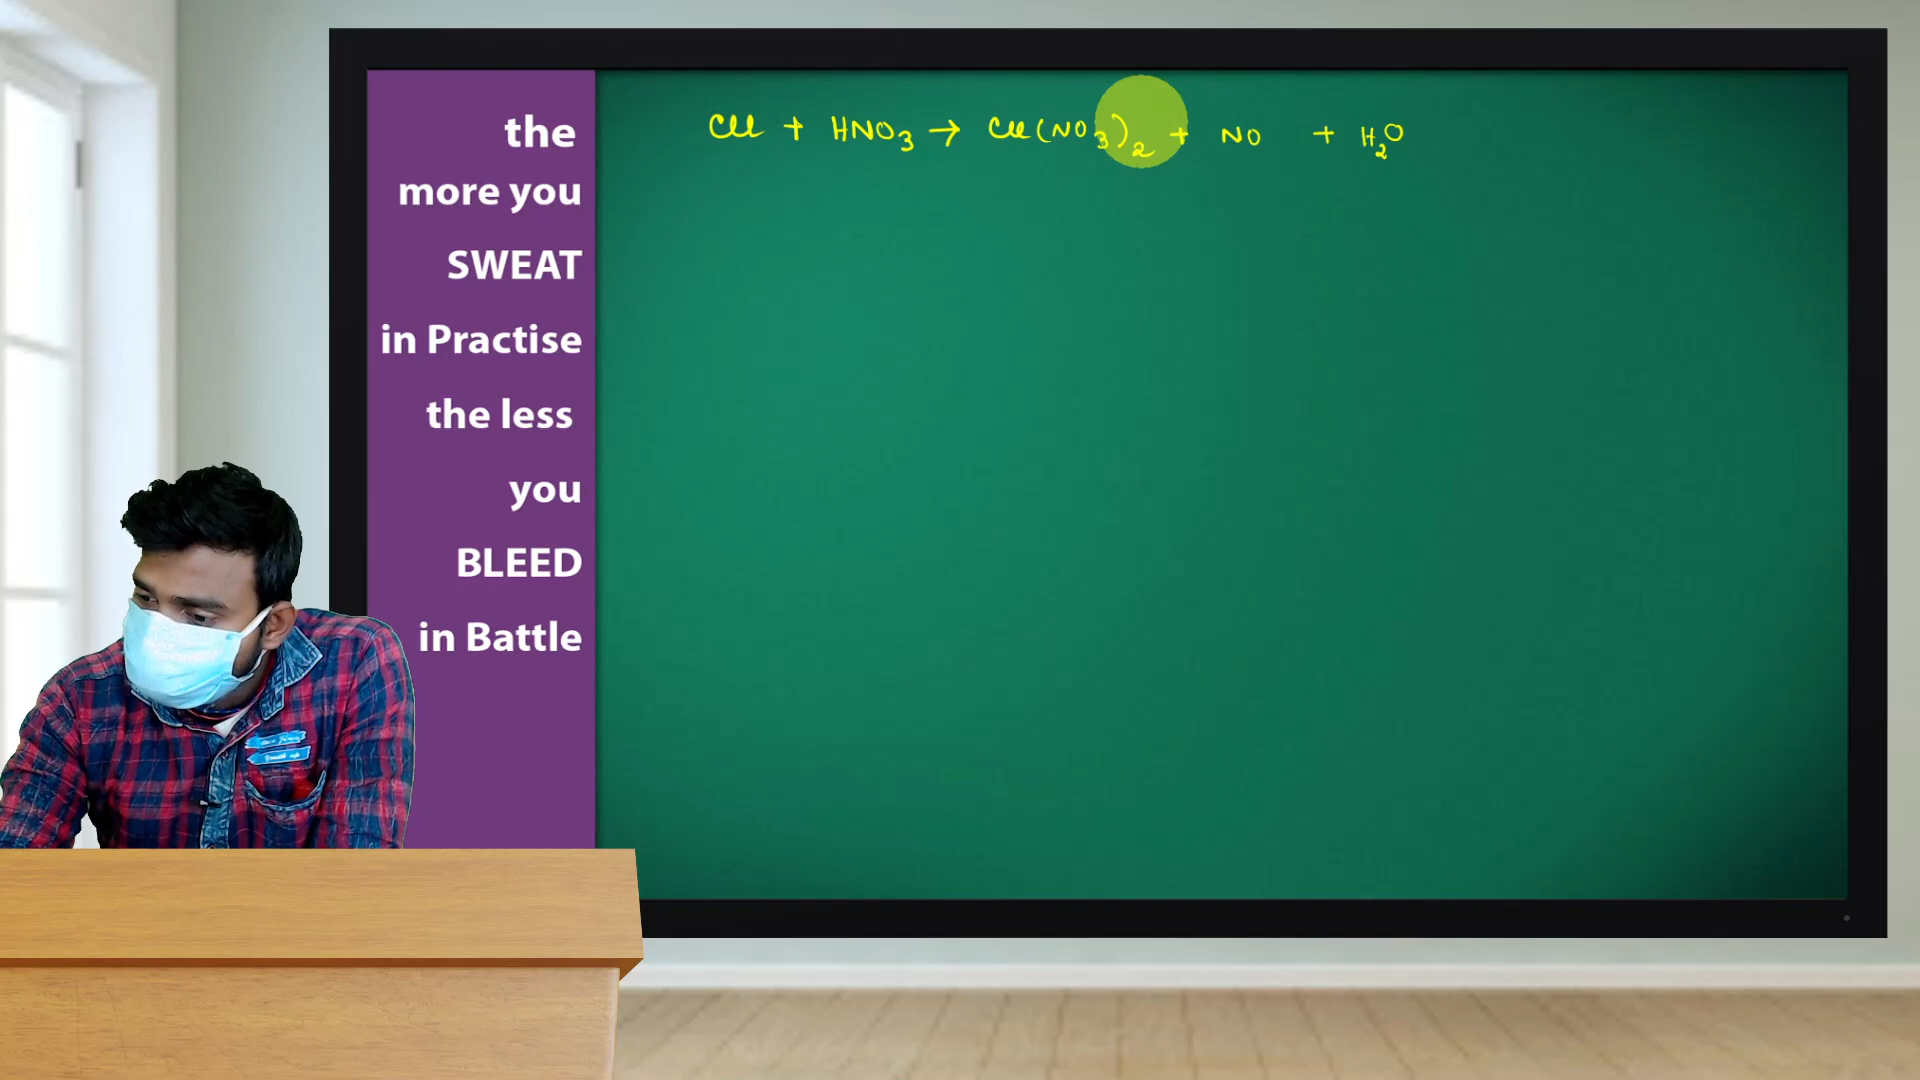 the
more you
SWEAT
in Practise
the less
you
BLEED
in Battle
Cu + HNO₃ → Cu(NO₃)₂ + NO + H₂O